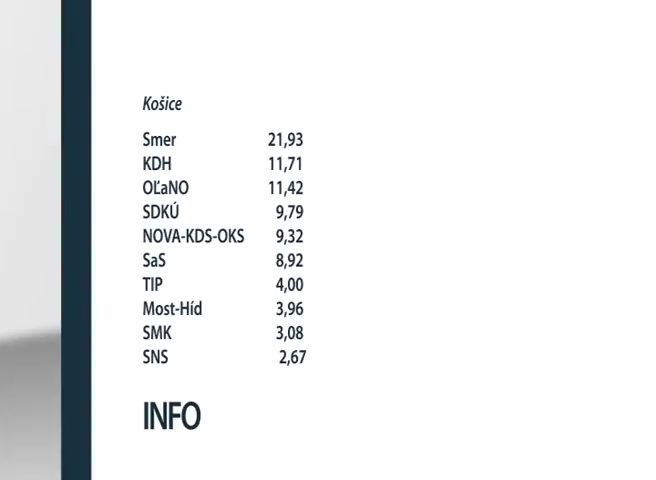 Košice
Smer 21,93
KDH 11,71
OĽaNO 11,42
SDKÚ 9,79
NOVA-KDS-OKS 9,32
SaS 8,92
TIP 4,00
Most-Híd 3,96
SMK 3,08
SNS 2,67
INFO